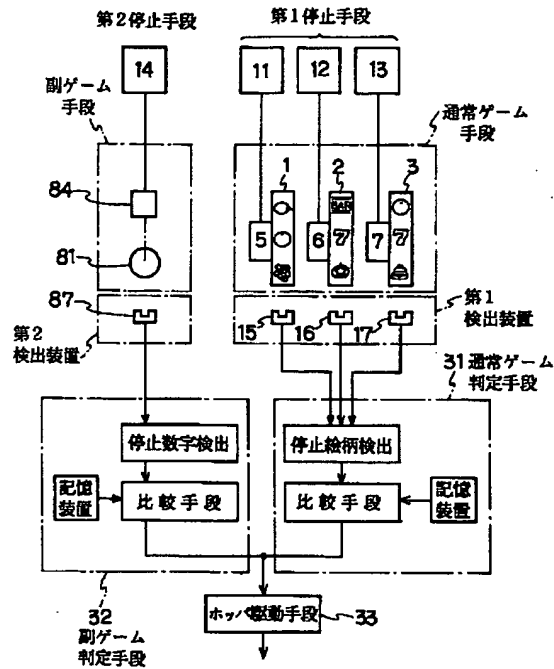 第2停止手段
第1停止手段
14
11
12
13
副ゲーム
手段
通常ゲーム
手段
1
2
3
84
BAR
5
6
7
7
7
81
87
第2
検出装置
15
16
17
第1
検出装置
31通常ゲーム
判定手段
停止数字検出
停止絵柄検出
記憶
装置
比較手段
比較手段
記憶
装置
32
副ゲーム
判定手段
ホッパ駆動手段
33